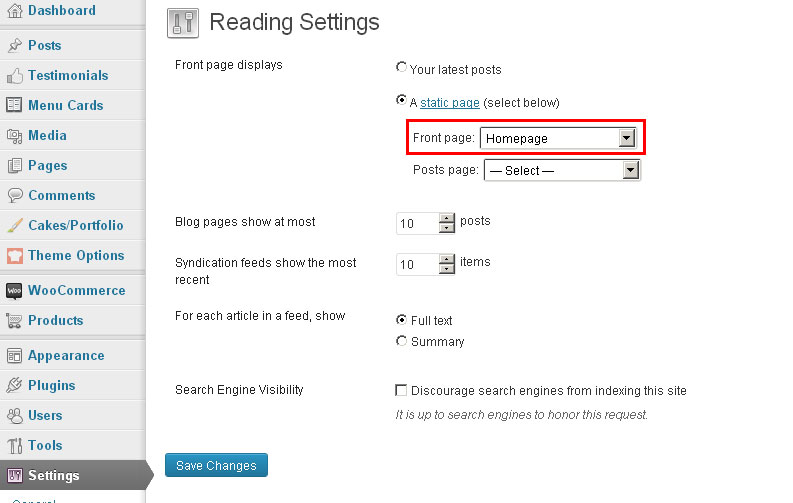 Dashboard
Posts
Testimonials
Menu Cards
Media
Pages
Comments
Cakes/Portfolio
Theme Options
Woo
WooCommerce
Products
Appearance
Plugins
Users
Tools
Settings
General
Reading Settings
Front page displays
Your latest posts
A static page (select below)
Front page: Homepage
Posts page: — Select —
Blog pages show at most
10 posts
Syndication feeds show the most
recent
10 items
For each article in a feed, show
Full text
Summary
Search Engine Visibility
Discourage search engines from indexing this site
It is up to search engines to honor this request.
Save Changes